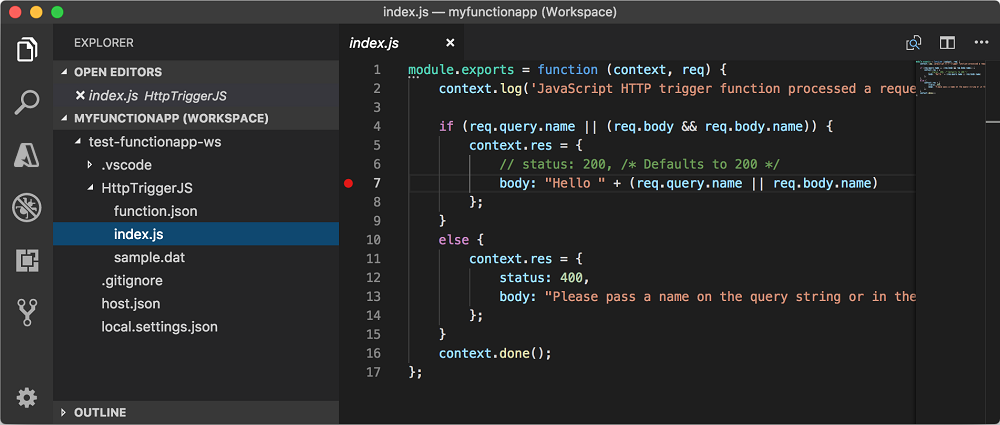 index.js — myfunctionapp (Workspace)
EXPLORER
OPEN EDITORS
index.js HttpTriggerJS
MYFUNCTIONAPP (WORKSPACE)
test-functionapp-ws
.vscode
HttpTriggerJS
function.json
index.js
sample.dat
.gitignore
host.json
local.settings.json
OUTLINE
index.js
1 module.exports = function (context, req) {
2 context.log('JavaScript HTTP trigger function processed a reque
3
4 if (req.query.name || (req.body && req.body.name)) {
5 context.res = {
6 // status: 200, /* Defaults to 200 */
7 body: "Hello " + (req.query.name || req.body.name)
8 };
9 }
10 else {
11 context.res = {
12 status: 400,
13 body: "Please pass a name on the query string or in the
14 };
15 }
16 context.done();
17 };